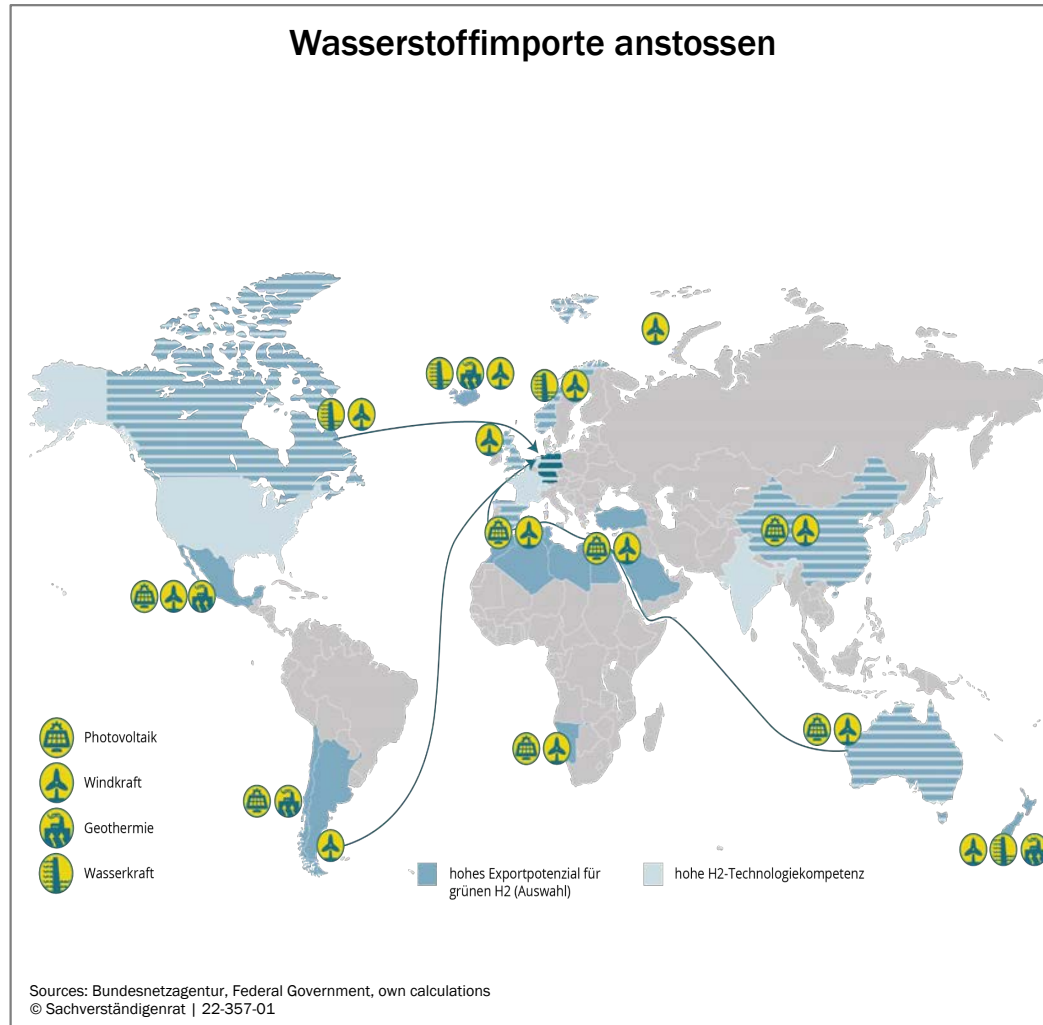 Wasserstoffimporte anstossen
Photovoltaik
Windkraft
Geothermie
Wasserkraft
hohes Exportpotenzial für
grünen H2 (Auswahl)
hohe H2-Technologiekompetenz
Sources: Bundesnetzagentur, Federal Government, own calculations
© Sachverständigenrat | 22-357-01